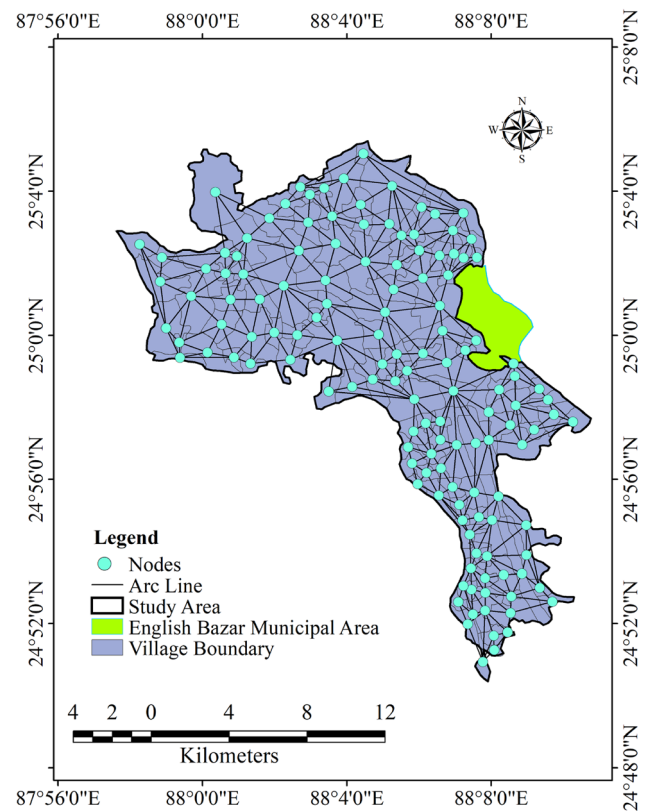 87°56'0"E 88°0'0"E 88°4'0"E 88°8'0"E
25°8'0"N
25°8'0"N
N
W E
S
25°4'0"N
25°4'0"N
25°0'0"N
25°0'0"N
24°56'0"N
24°56'0"N
Legend
Nodes
Arc Line
Study Area
English Bazar Municipal Area
Village Boundary
24°52'0"N
24°52'0"N
4 2 0 4 8 12
Kilometers
24°48'0"N
87°56'0"E 88°0'0"E 88°4'0"E 88°8'0"E